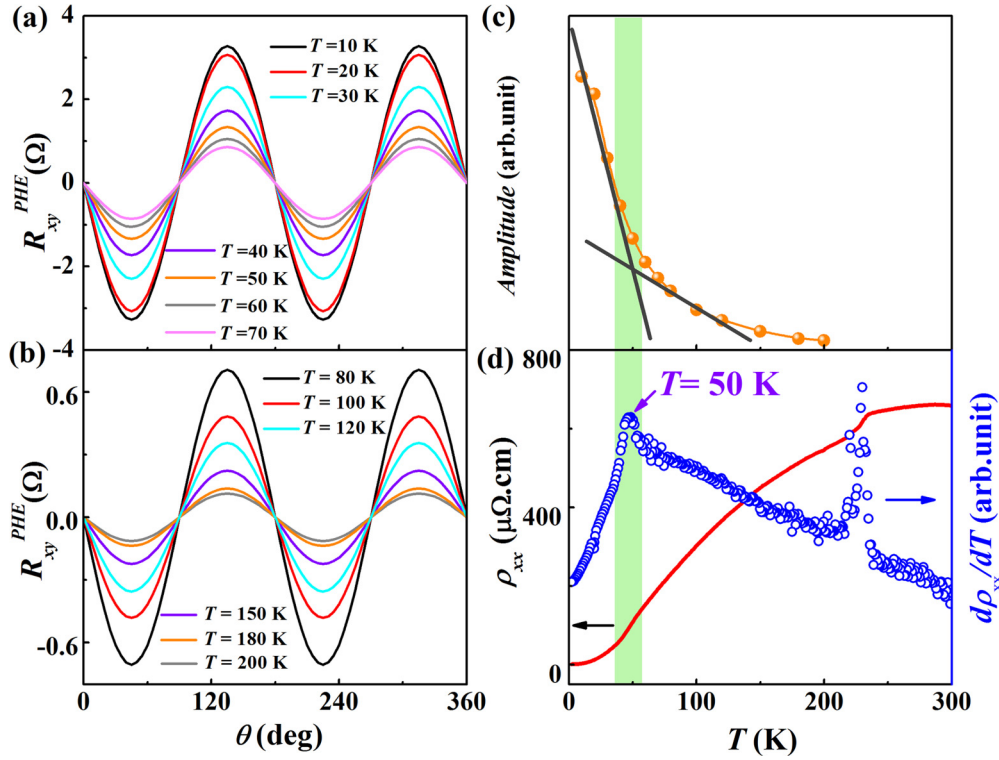 (a)
4
2
0
-2
-4
R_xy^PHE (Ω)
T =10 K
T =20 K
T =30 K
T =40 K
T =50 K
T =60 K
T =70 K
(b)
0.6
0.0
-0.6
R_xy^PHE (Ω)
T = 80 K
T = 100 K
T = 120 K
T = 150 K
T = 180 K
T = 200 K
0 120 240 360
θ (deg)
(c)
Amplitude (arb.unit)
(d)
800
400
0
ρ_xx (μΩ.cm)
T= 50 K
dρ_xx/dT (arb.unit)
0 100 200 300
T (K)